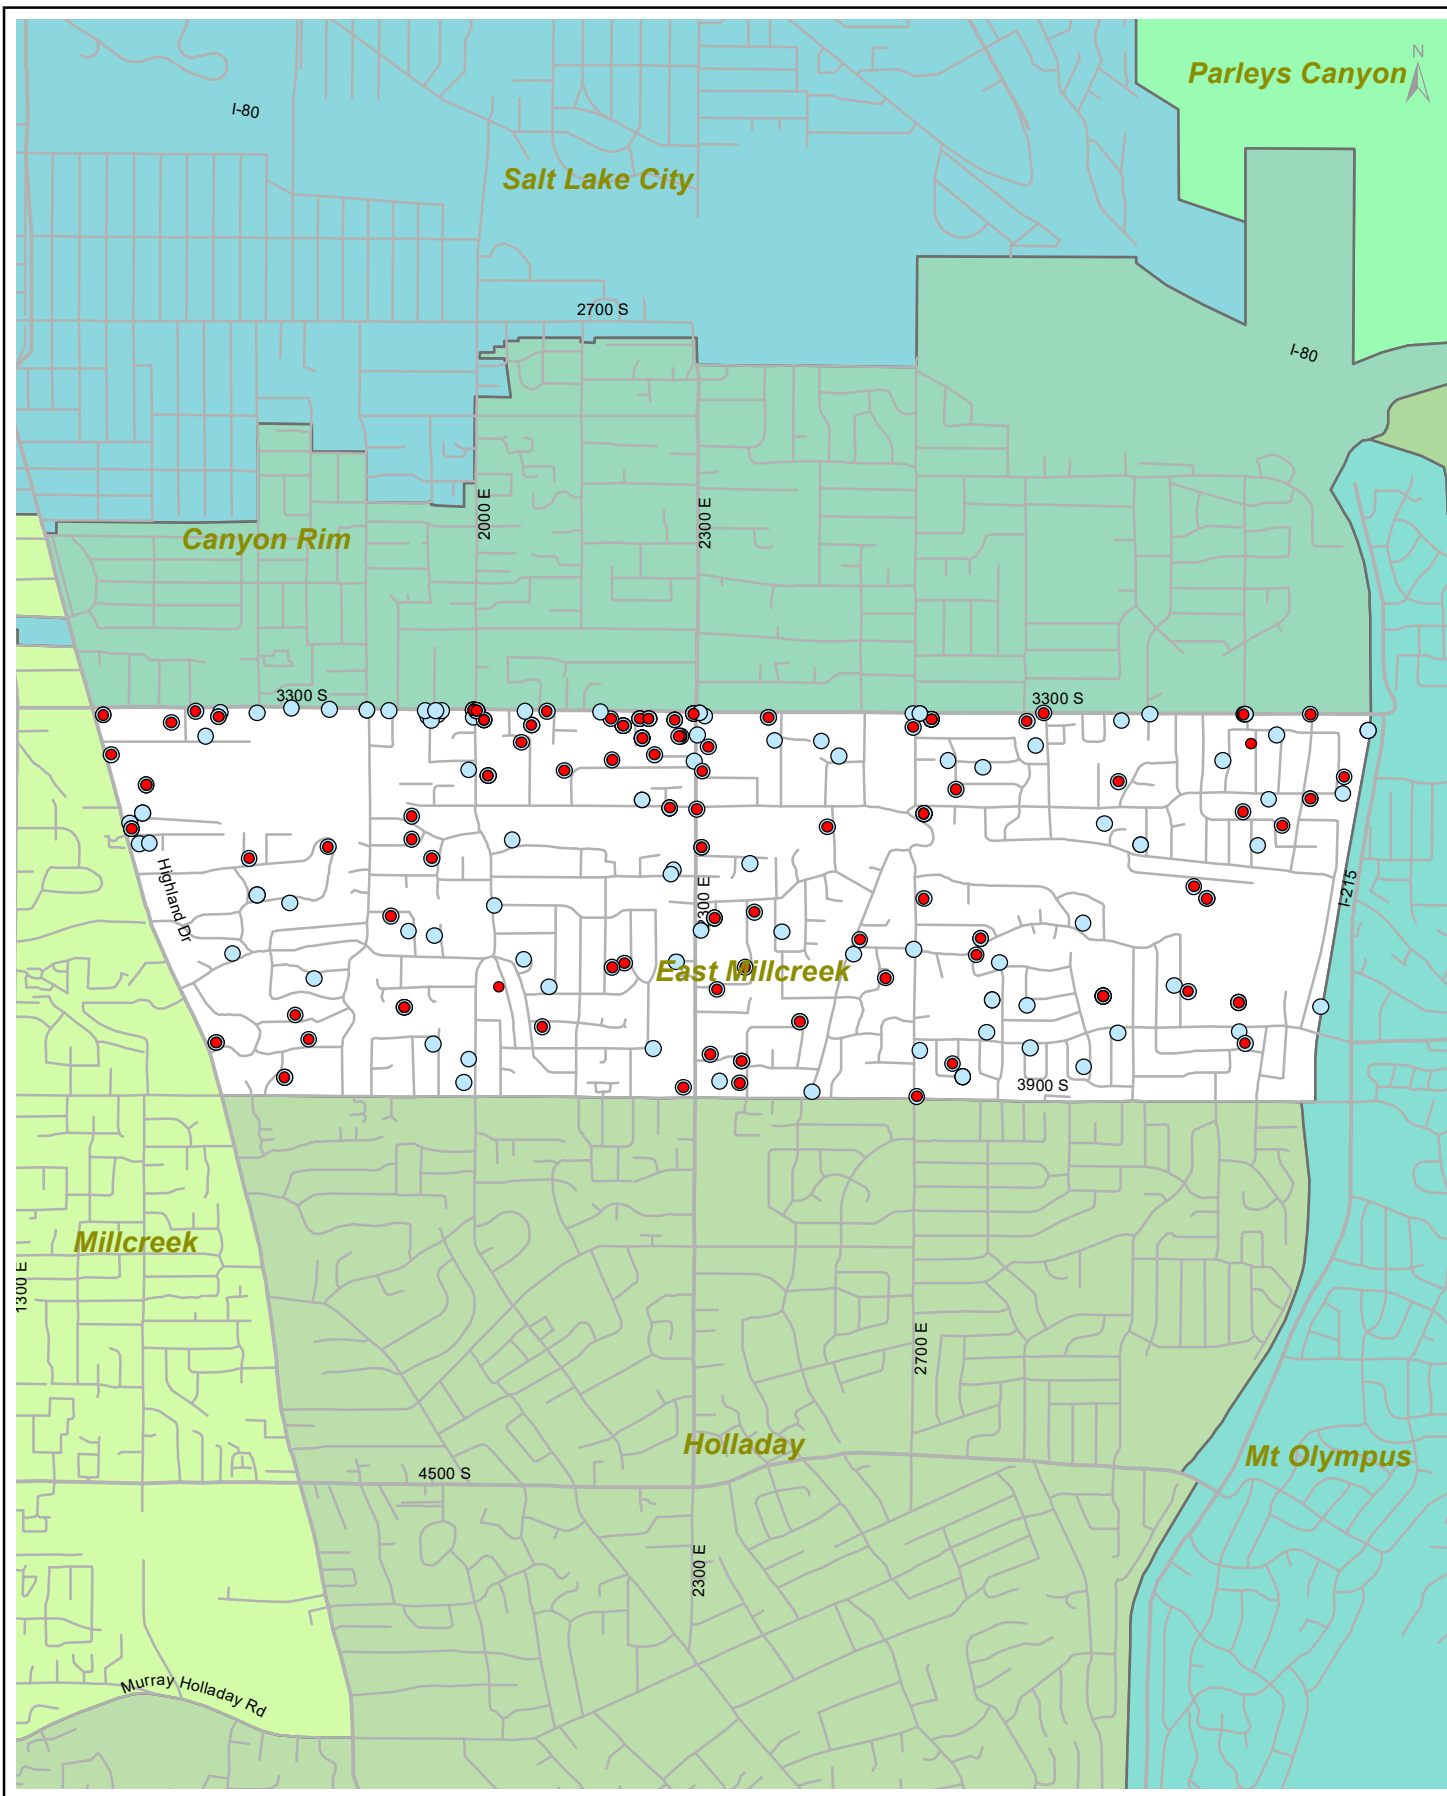 N
Parleys Canyon
I-80
Salt Lake City
2700 S
I-80
2000 E
2300 E
Canyon Rim
3300 S
3300 S
Highland Dr
2300 E
I-215
East Millcreek
3900 S
Millcreek
1300 E
2700 E
Holladay
Mt Olympus
4500 S
2300 E
Murray Holladay Rd